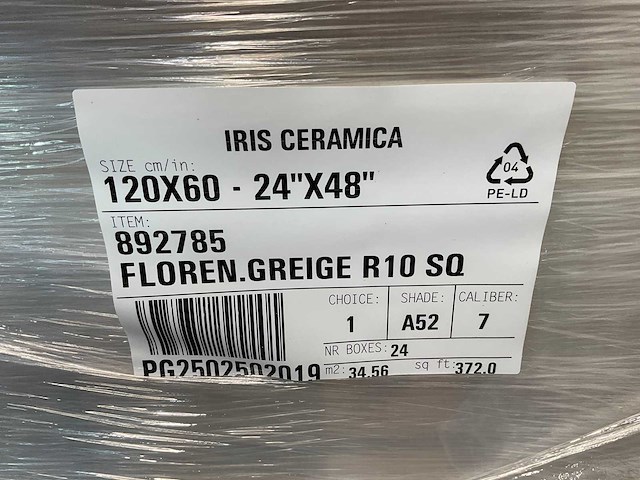 IRIS CERAMICA
SIZE cm/in:
120X60 - 24"X48"
04
PE-LD
ITEM:
892785
FLOREN.GREIGE R10 SQ
CHOICE: SHADE: CALIBER:
1 A52 7
NR BOXES: 24
PG2502502019 m2: 34.56 sq ft: 372.0